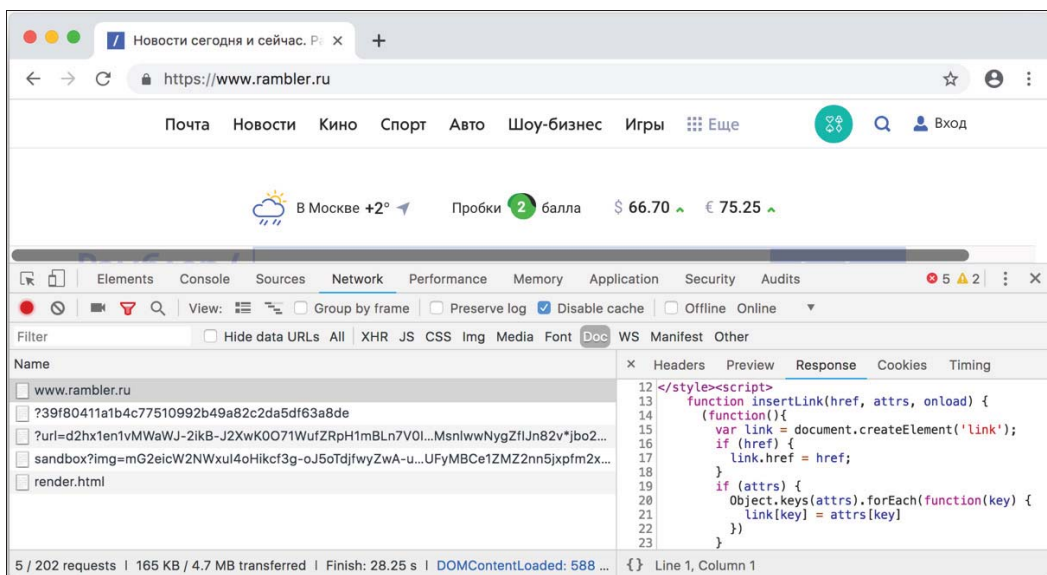 Новости сегодня и сейчас. Ра
https://www.rambler.ru
Почта Новости Кино Спорт Авто Шоу-бизнес Игры Еще Вход
В Москве +2° Пробки 2 балла $ 66.70 € 75.25
Elements Console Sources Network Performance Memory Application Security Audits 5 2
View: Group by frame Preserve log Disable cache Offline Online
Filter Hide data URLs All XHR JS CSS Img Media Font Doc WS Manifest Other
Name
www.rambler.ru
?39f80411a1b4c77510992b49a82c2da5df63a8de
?url=d2hx1en1vMWaWJ-2ikB-J2XwK0O71WufZRpH1mBLn7V0I...MsnlwwNygZfIJn82v*jbo2...
sandbox?img=mG2eicW2NWxuI4oHikcf3g-oJ5oTdjfwyZwA-u...UFyMBCe1ZMZ2nn5jxpfm2x...
render.html
5 / 202 requests | 165 KB / 4.7 MB transferred | Finish: 28.25 s | DOMContentLoaded: 588 ...
Headers Preview Response Cookies Timing
12 </style><script>
13 function insertLink(href, attrs, onload) {
14 (function(){
15 var link = document.createElement('link');
16 if (href) {
17 link.href = href;
18 }
19 if (attrs) {
20 Object.keys(attrs).forEach(function(key) {
21 link[key] = attrs[key]
22 })
23 }
{} Line 1, Column 1